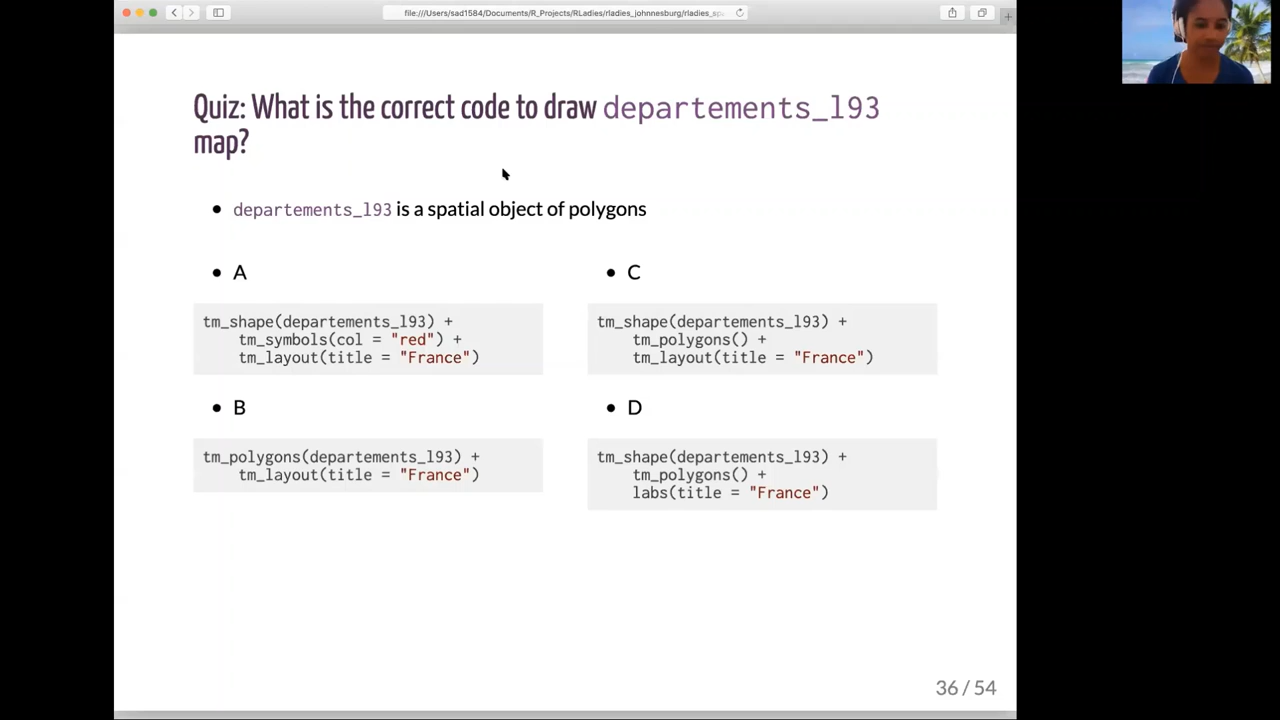 file:///Users/sad1584/Documents/R_Projects/RLadies/rladies_johnnesburg/rladies_spa
Quiz: What is the correct code to draw departements_l93
map?
• departements_l93 is a spatial object of polygons
• A
tm_shape(departements_l93) +
tm_symbols(col = "red") +
tm_layout(title = "France")
• B
tm_polygons(departements_l93) +
tm_layout(title = "France")
• C
tm_shape(departements_l93) +
tm_polygons() +
tm_layout(title = "France")
• D
tm_shape(departements_l93) +
tm_polygons() +
labs(title = "France")
36 / 54